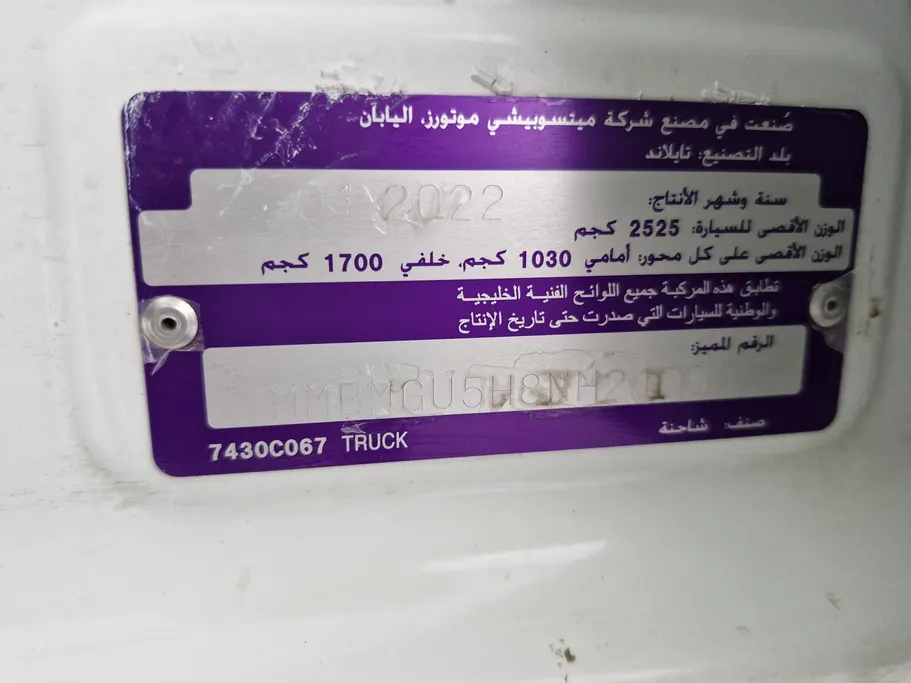 صُنعت في مصنع شركة ميتسوبيشي موتورز، اليابان
بلد التصنيع: تايلاند
سنة وشهر الأنتاج: 01 2022
الوزن الأقصى للسيارة: 2525 كجم
الوزن الأقصى على كل محور: أمامي 1030 كجم، خلفي 1700 كجم
تطابق هذه المركبة جميع اللوائح الفنية الخليجية
والوطنية للسيارات التي صدرت حتى تاريخ الإنتاج
الرقم المميز:
صنف: شاحنة
7430C067 TRUCK